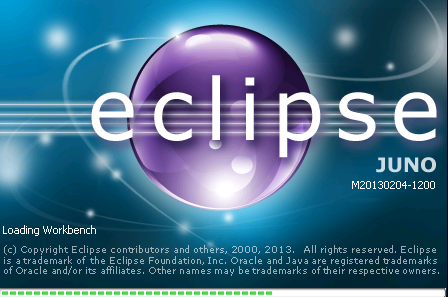 eclipse
JUNO
M20130204-1200
Loading Workbench
(c) Copyright Eclipse contributors and others, 2000, 2013. All rights reserved. Eclipse
is a trademark of the Eclipse Foundation, Inc. Oracle and Java are registered trademarks
of Oracle and/or its affiliates. Other names may be trademarks of their respective owners.